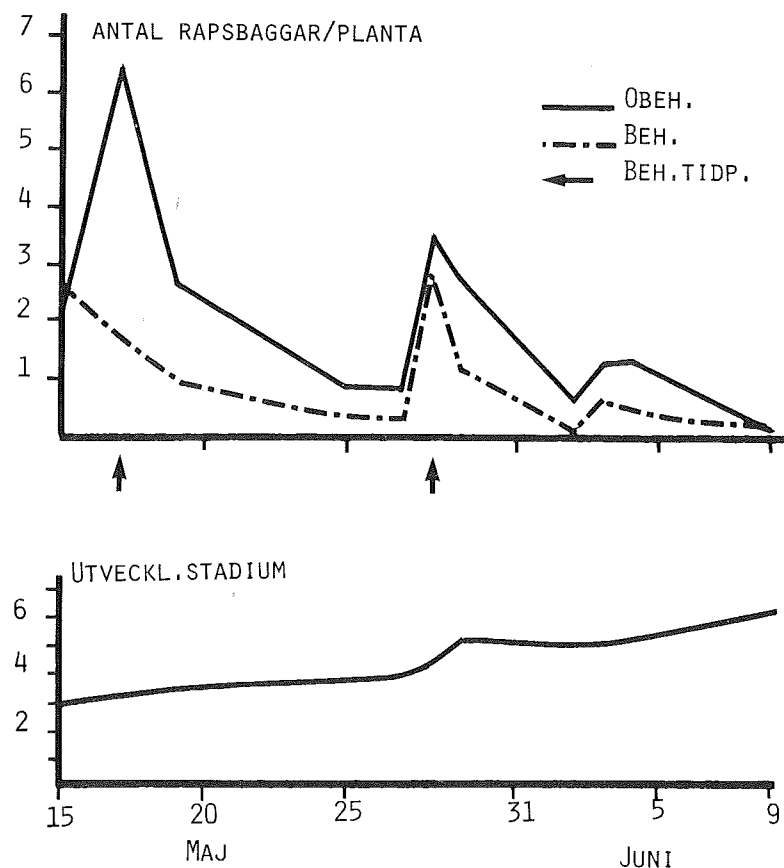 ANTAL RAPSBAGGAR/PLANTA
7
6
5
4
3
2
1
OBEH.
BEH.
BEH.TIDP.
UTVECKL.STADIUM
6
4
2
15 20 25 31 5 9
MAJ JUNI